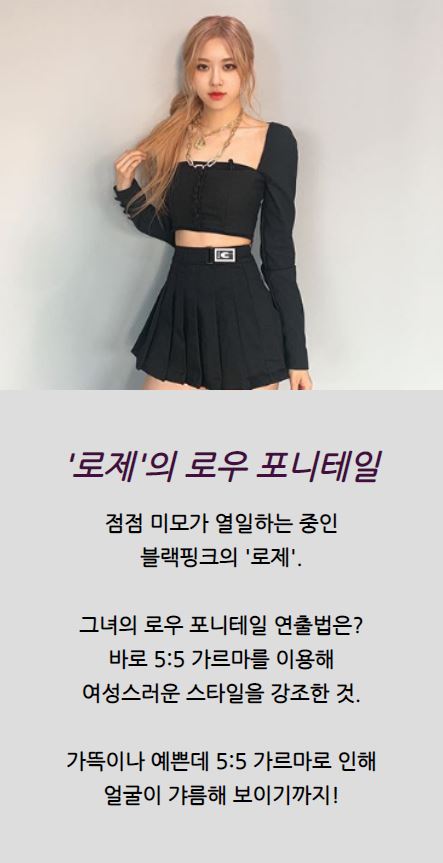 '로제'의 로우 포니테일
점점 미모가 열일하는 중인
블랙핑크의 '로제'.
그녀의 로우 포니테일 연출법은?
바로 5:5 가르마를 이용해
여성스러운 스타일을 강조한 것.
가뜩이나 예쁜데 5:5 가르마로 인해
얼굴이 갸름해 보이기까지!